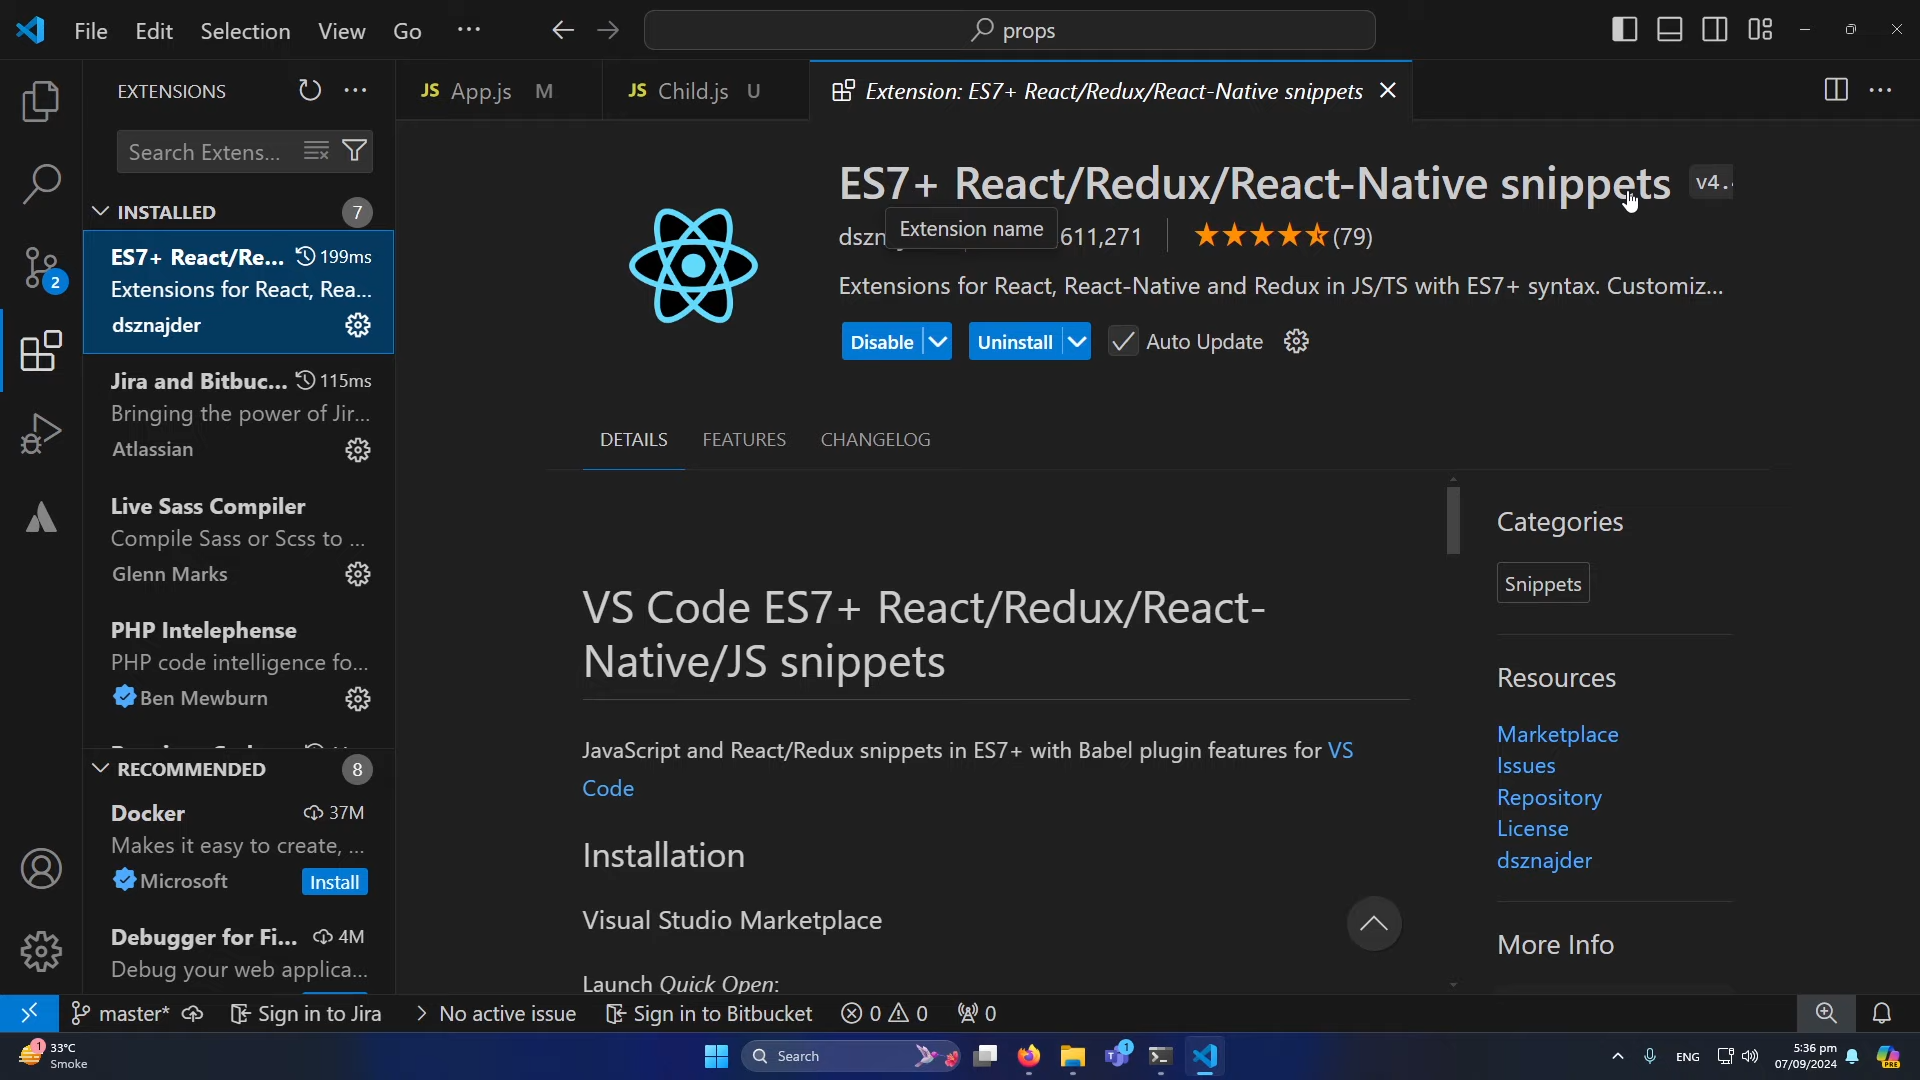 File Edit Selection View Go ...
props
EXTENSIONS
JS App.js M
JS Child.js U
Extension: ES7+ React/Redux/React-Native snippets
Search Extens...
INSTALLED 7
ES7+ React/Re... 199ms
Extensions for React, Rea...
dsznajder
Jira and Bitbuc... 115ms
Bringing the power of Jir...
Atlassian
Live Sass Compiler
Compile Sass or Scss to ...
Glenn Marks
PHP Intelephense
PHP code intelligence fo...
Ben Mewburn
RECOMMENDED 8
Docker 37M
Makes it easy to create, ...
Microsoft Install
Debugger for Fi... 4M
Debug your web applica...
ES7+ React/Redux/React-Native snippets v4.
Extension name
611,271 (79)
Extensions for React, React-Native and Redux in JS/TS with ES7+ syntax. Customiz...
Disable Uninstall Auto Update
DETAILS FEATURES CHANGELOG
VS Code ES7+ React/Redux/React-
Native/JS snippets
JavaScript and React/Redux snippets in ES7+ with Babel plugin features for VS
Code
Installation
Visual Studio Marketplace
Launch Quick Open:
Categories
Snippets
Resources
Marketplace
Issues
Repository
License
dsznajder
More Info
2
master* Sign in to Jira No active issue Sign in to Bitbucket 0 0 0
1
33°C
Smoke
Search
1
ENG
5:36 pm
07/09/2024
PRE